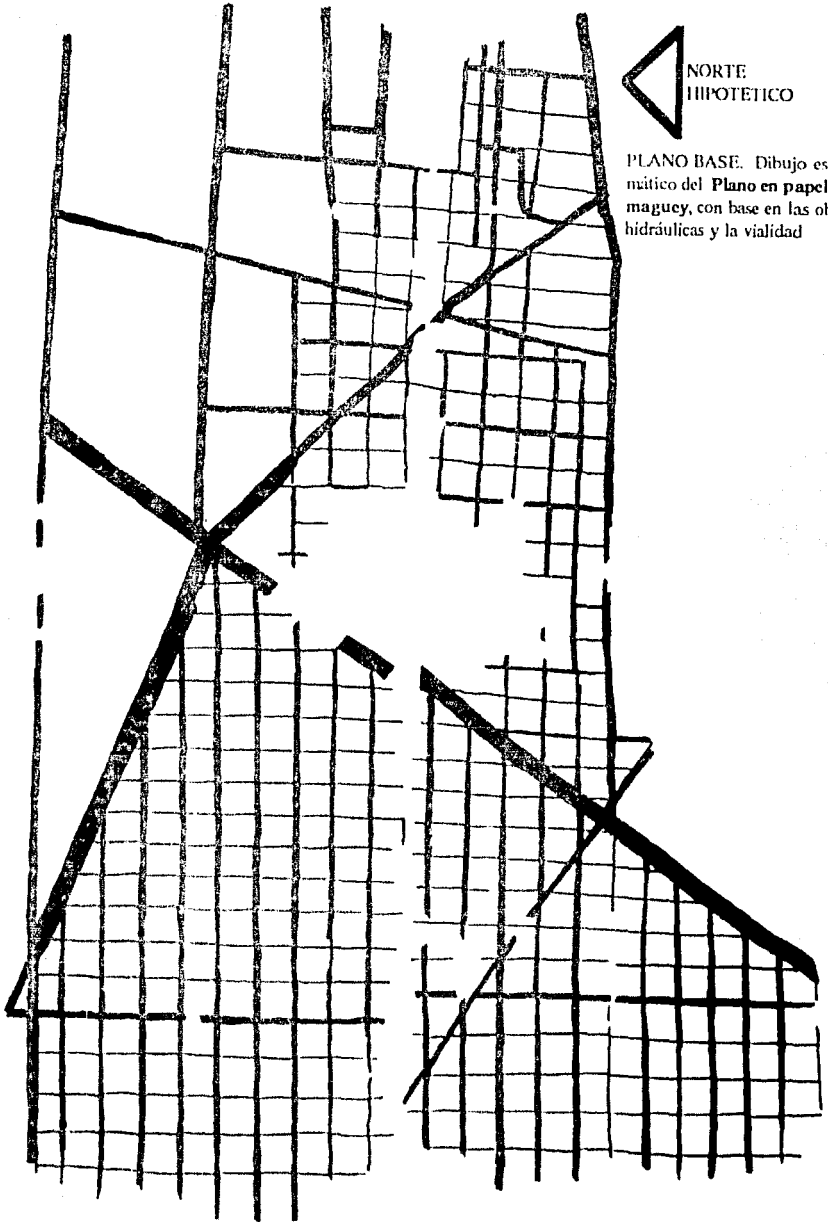 NORTE
HIPOTETICO
PLANO BASE. Dibujo es
mático del Plano en papel
maguey, con base en las ob
hidráulicas y la vialidad